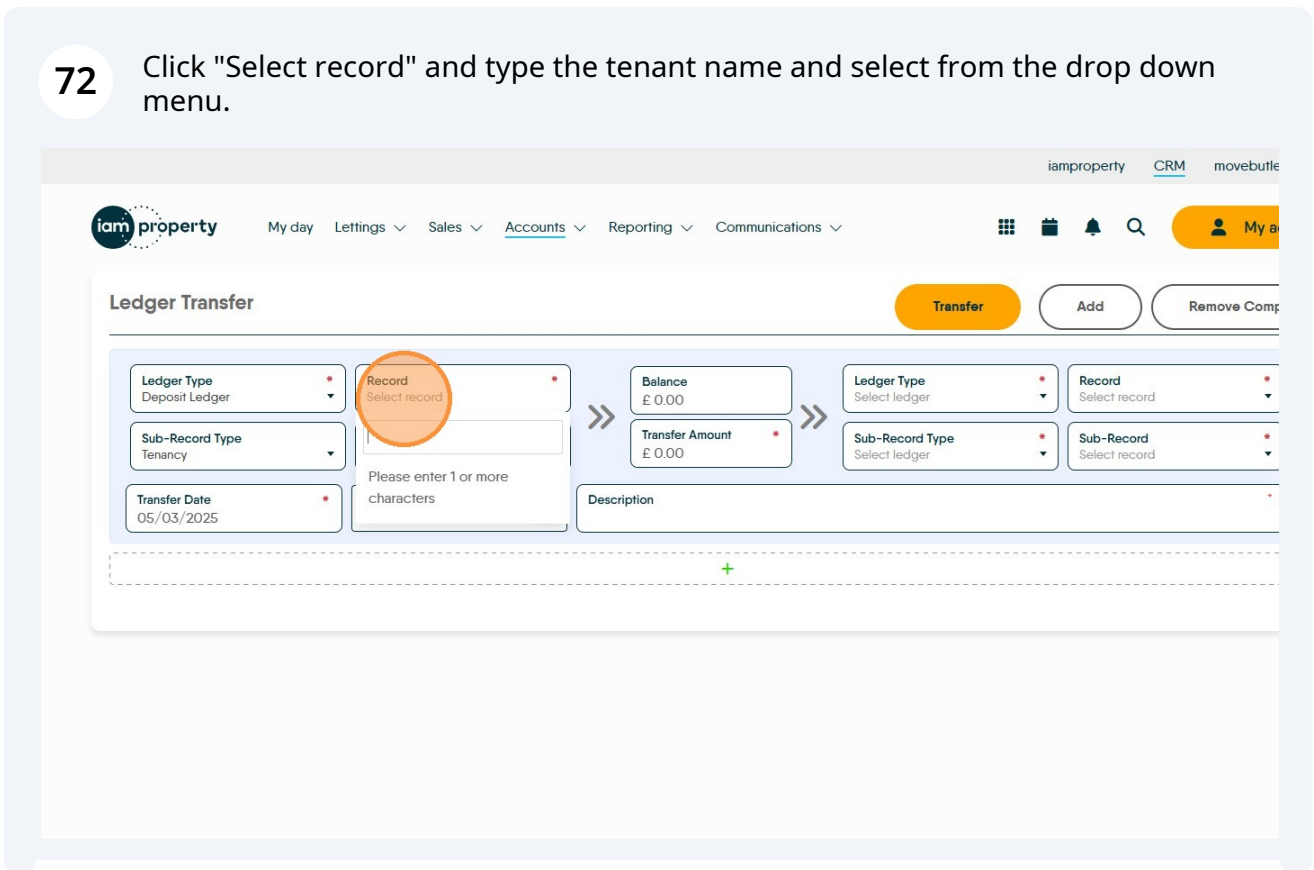 72
Click "Select record" and type the tenant name and select from the drop down
menu.
iamproperty CRM movebutle
iam property My day Lettings Sales Accounts Reporting Communications My a
Ledger Transfer Transfer Add Remove Comp
Ledger Type * Record * Balance Ledger Type * Record *
Deposit Ledger Select record £ 0.00 Select ledger Select record
Sub-Record Type Transfer Amount * Sub-Record Type * Sub-Record *
Tenancy £ 0.00 Select ledger Select record
Please enter 1 or more
characters
Transfer Date * Description *
05/03/2025
+